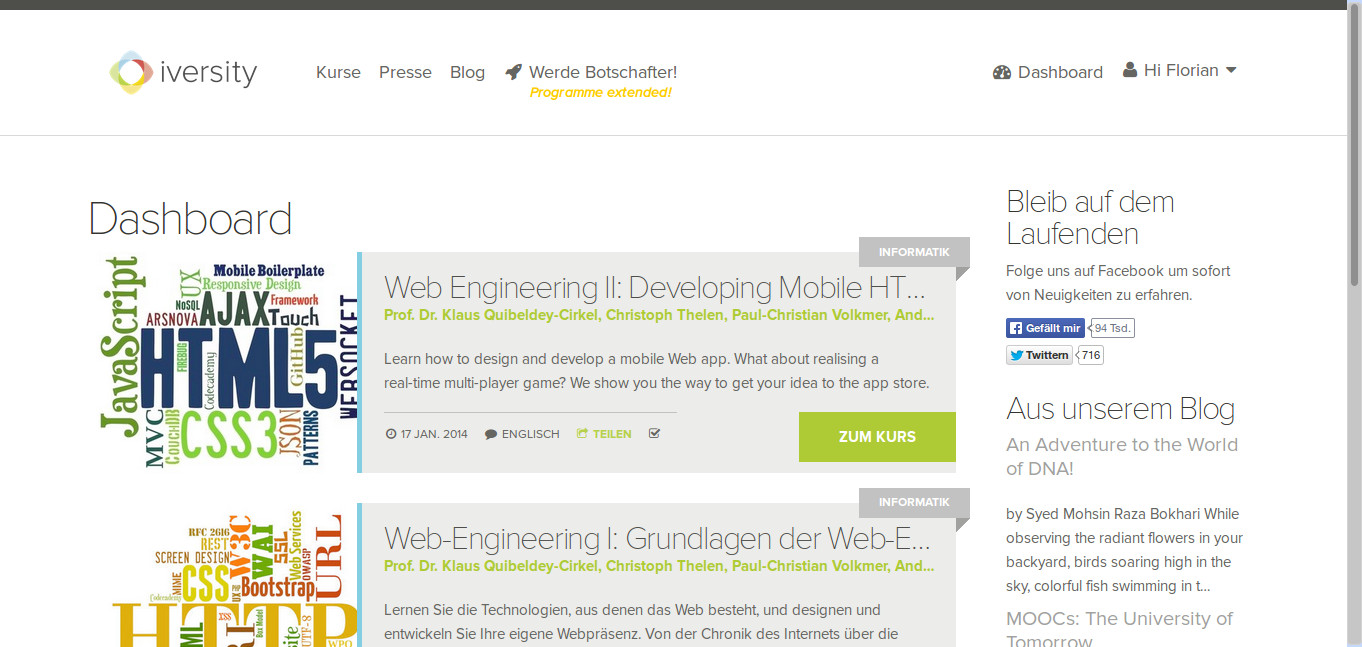 iversity
Kurse Presse Blog Werde Botschafter!
Programme extended!
Dashboard Hi Florian
Dashboard
JavaScript
UX
Mobile Boilerplate
Responsive Design
NoSQL
AJAX
Framework
ARSNOVA
Touch
HTML5
WEBSOCKET
FIREBUG
Codecademy
GitHub
MVC
CouchDB
CSS3
JSON
PATTERNS
INFORMATIK
Web Engineering II: Developing Mobile HT...
Prof. Dr. Klaus Quibeldey-Cirkel, Christoph Thelen, Paul-Christian Volkmer, And...
Learn how to design and develop a mobile Web app. What about realising a
real-time multi-player game? We show you the way to get your idea to the app store.
17 JAN. 2014 ENGLISCH TEILEN
ZUM KURS
RFC 2616
REST
SCREEN DESIGN
W3C
WAI
SSL
Web Services
OWASP
URL
MIME
CSS
Codecademy
UX
PHP
Bootstrap
HTTP
XSS
Box Model
UTF-8
WPO
INFORMATIK
Web-Engineering I: Grundlagen der Web-E...
Prof. Dr. Klaus Quibeldey-Cirkel, Christoph Thelen, Paul-Christian Volkmer, And...
Lernen Sie die Technologien, aus denen das Web besteht, und designen und
entwickeln Sie Ihre eigene Webpräsenz. Von der Chronik des Internets über die
Bleib auf dem
Laufenden
Folge uns auf Facebook um sofort
von Neuigkeiten zu erfahren.
Gefällt mir 94 Tsd.
Twittern 716
Aus unserem Blog
An Adventure to the World
of DNA!
by Syed Mohsin Raza Bokhari While
observing the radiant flowers in your
backyard, birds soaring high in the
sky, colorful fish swimming in t...
MOOCs: The University of
Tomorrow